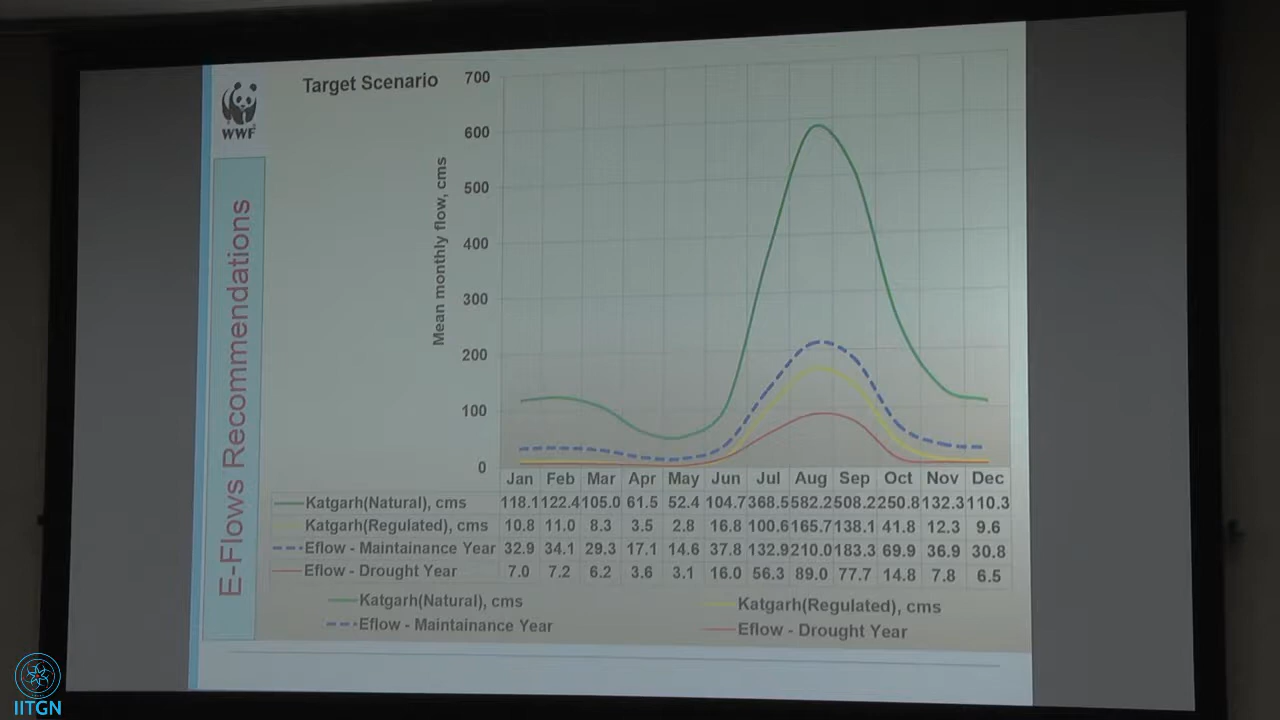 WWF
E-Flows Recommendations
Target Scenario
Mean monthly flow, cms
700
600
500
400
300
200
100
0
Jan Feb Mar Apr May Jun Jul Aug Sep Oct Nov Dec
Katgarh(Natural), cms 118.1 122.4 105.0 61.5 52.4 104.7 368.5 582.2 508.2 250.8 132.3 110.3
Katgarh(Regulated), cms 10.8 11.0 8.3 3.5 2.8 16.8 100.6 165.7 138.1 41.8 12.3 9.6
Eflow - Maintainance Year 32.9 34.1 29.3 17.1 14.6 37.8 132.9 210.0 183.3 69.9 36.9 30.8
Eflow - Drought Year 7.0 7.2 6.2 3.6 3.1 16.0 56.3 89.0 77.7 14.8 7.8 6.5
Katgarh(Natural), cms Katgarh(Regulated), cms
Eflow - Maintainance Year Eflow - Drought Year
IITGN